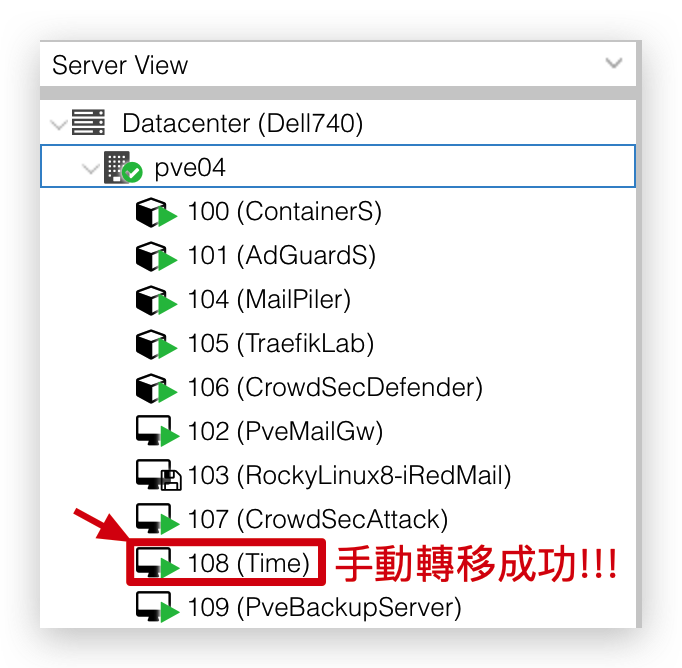 Server View
Datacenter (Dell740)
pve04
100 (ContainerS)
101 (AdGuardS)
104 (MailPiler)
105 (TraefikLab)
106 (CrowdSecDefender)
102 (PveMailGw)
103 (RockyLinux8-iRedMail)
107 (CrowdSecAttack)
108 (Time) 手動轉移成功!!!
109 (PveBackupServer)